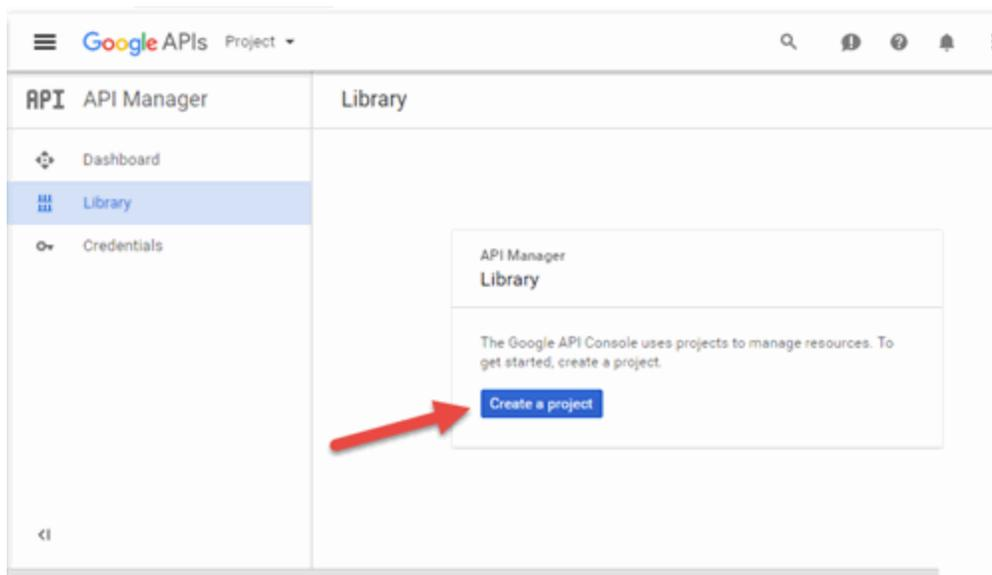 Google APIs Project
API API Manager Library
Dashboard
Library
Credentials
API Manager
Library
The Google API Console uses projects to manage resources. To
get started, create a project.
Create a project